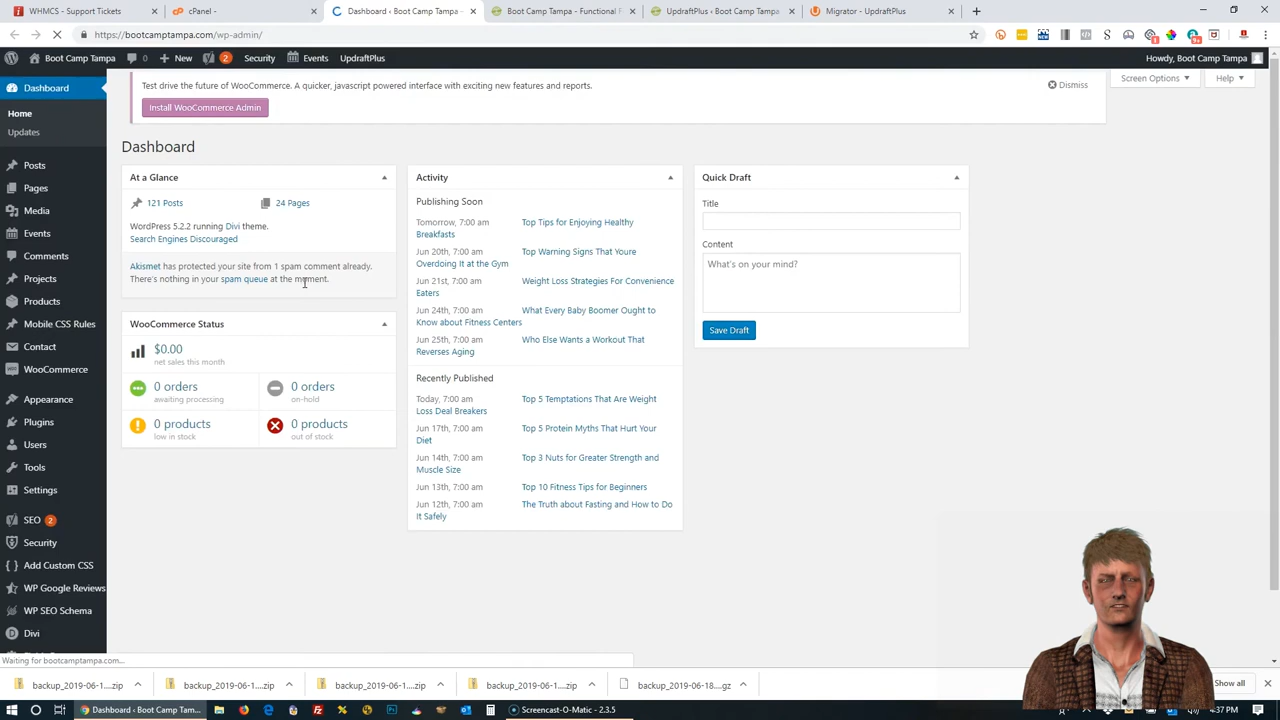 WHMCS - Support Tickets
cPanel -
Dashboard ‹ Boot Camp Tampa -
Boot Camp Tampa - Functional F
UpdraftPlus ‹ Boot Camp Tampa
Migrator - UpdraftPlus
https://bootcamptampa.com/wp-admin/
Boot Camp Tampa
0
New
2
Security
Events
UpdraftPlus
Howdy, Boot Camp Tampa
Test drive the future of WooCommerce. A quicker, javascript powered interface with exciting new features and reports.
Dismiss
Install WooCommerce Admin
Screen Options
Help
Dashboard
Home
Updates
Posts
Pages
Media
Events
Comments
Projects
Products
Mobile CSS Rules
Contact
WooCommerce
Appearance
Plugins
Users
Tools
Settings
SEO 2
Security
Add Custom CSS
WP Google Reviews
WP SEO Schema
Divi
Dashboard
At a Glance
121 Posts
24 Pages
WordPress 5.2.2 running Divi theme.
Search Engines Discouraged
Akismet has protected your site from 1 spam comment already.
There's nothing in your spam queue at the moment.
WooCommerce Status
$0.00
net sales this month
0 orders
awaiting processing
0 orders
on-hold
0 products
low in stock
0 products
out of stock
Activity
Publishing Soon
Tomorrow, 7:00 am Top Tips for Enjoying Healthy
Breakfasts
Jun 20th, 7:00 am Top Warning Signs That Youre
Overdoing It at the Gym
Jun 21st, 7:00 am Weight Loss Strategies For Convenience
Eaters
Jun 24th, 7:00 am What Every Baby Boomer Ought to
Know about Fitness Centers
Jun 25th, 7:00 am Who Else Wants a Workout That
Reverses Aging
Recently Published
Today, 7:00 am Top 5 Temptations That Are Weight
Loss Deal Breakers
Jun 17th, 7:00 am Top 5 Protein Myths That Hurt Your
Diet
Jun 14th, 7:00 am Top 3 Nuts for Greater Strength and
Muscle Size
Jun 13th, 7:00 am Top 10 Fitness Tips for Beginners
Jun 12th, 7:00 am The Truth about Fasting and How to Do
It Safely
Quick Draft
Title
Content
What's on your mind?
Save Draft
Waiting for bootcamptampa.com...
backup_2019-06-1....zip
backup_2019-06-1....zip
backup_2019-06-1....zip
backup_2019-06-1....zip
backup_2019-06-18....gz
Show all
Dashboard ‹ Boot Camp Tam...
Screencast-O-Matic - 2.3.5
4:37 PM